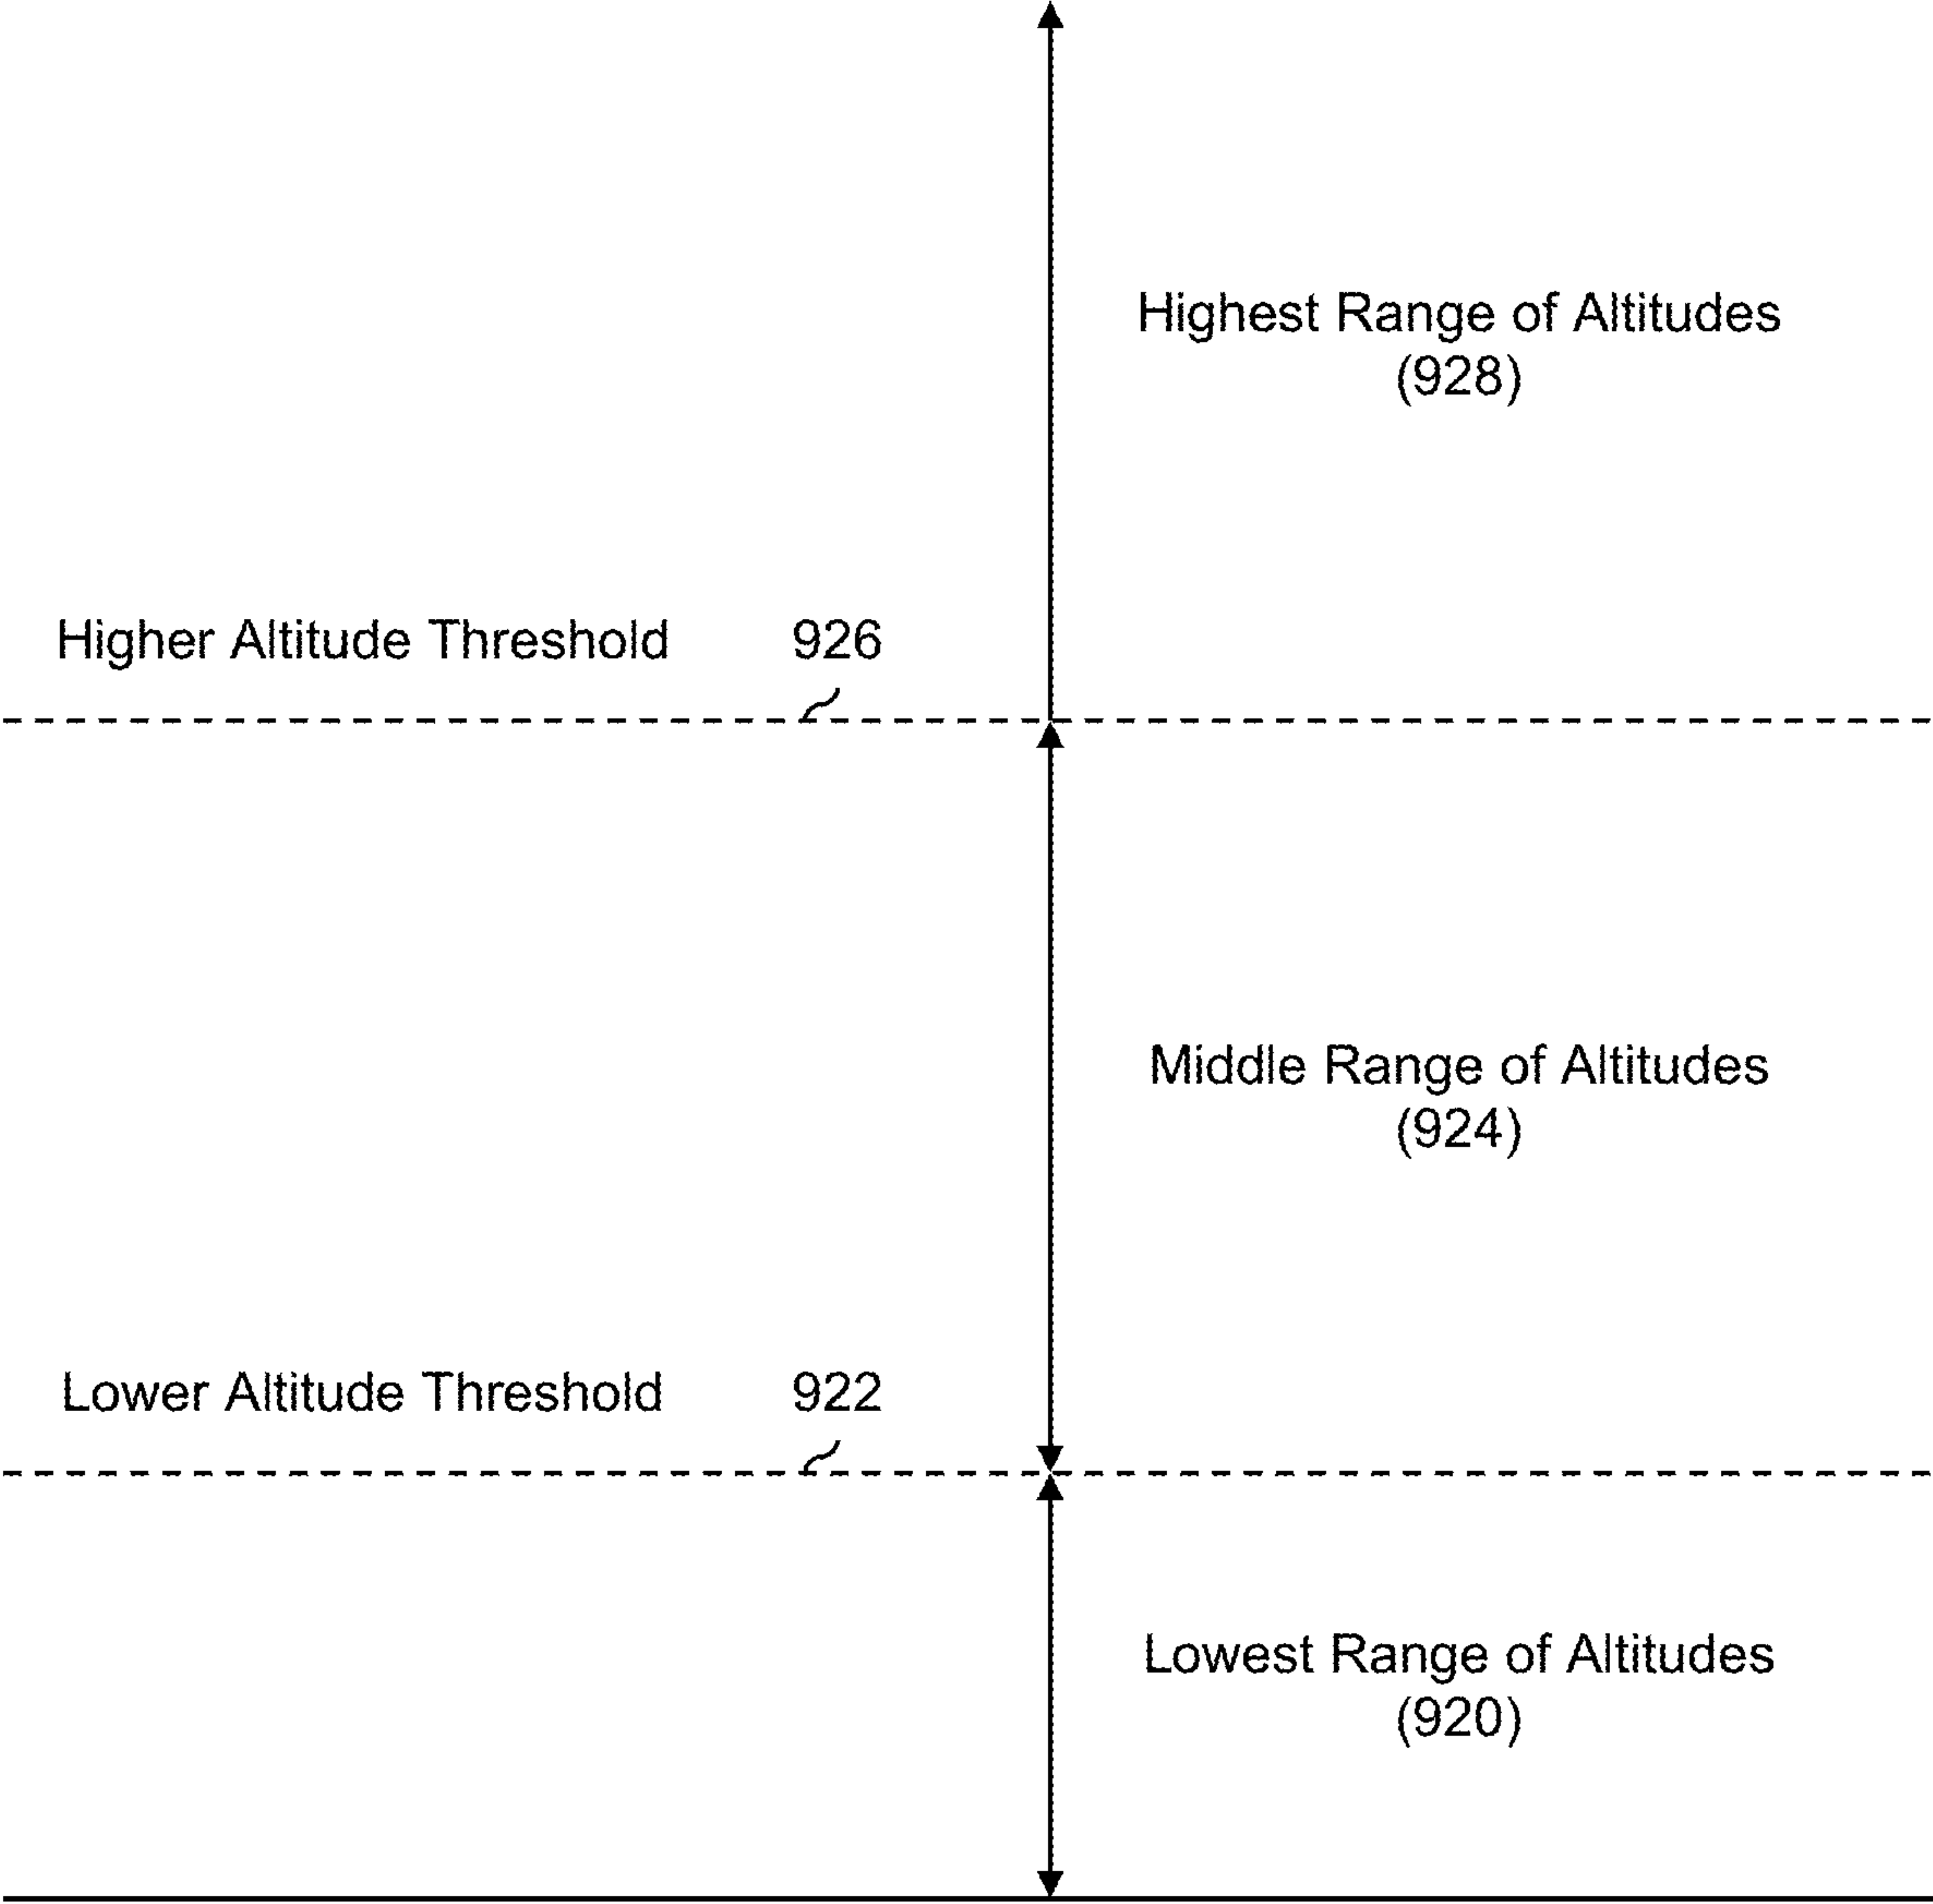 Highest Range of Altitudes
(928)
Higher Altitude Threshold 926
Middle Range of Altitudes
(924)
Lower Altitude Threshold 922
Lowest Range of Altitudes
(920)